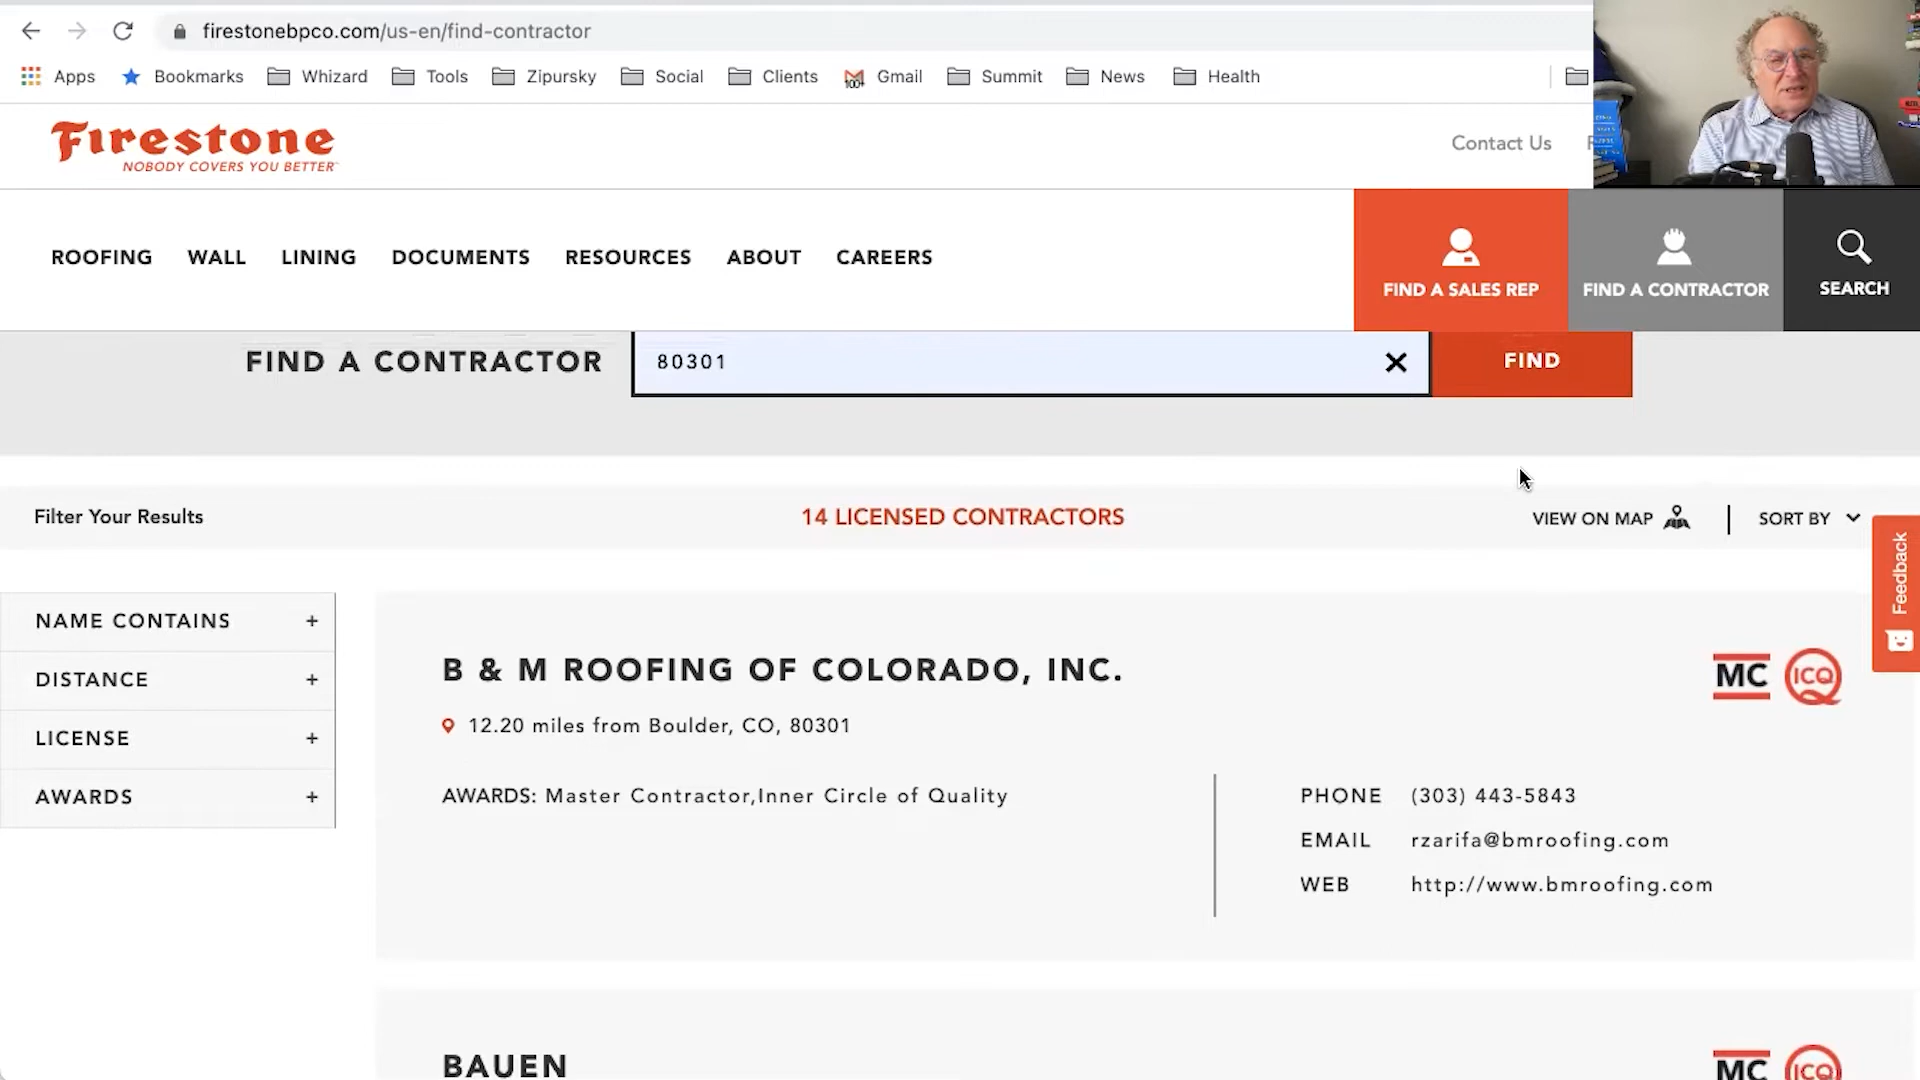 firestonebpco.com/us-en/find-contractor
Apps Bookmarks Whizard Tools Zipursky Social Clients 100+ Gmail Summit News Health
Firestone
NOBODY COVERS YOU BETTER
Contact Us
ROOFING WALL LINING DOCUMENTS RESOURCES ABOUT CAREERS
FIND A SALES REP
FIND A CONTRACTOR
SEARCH
FIND A CONTRACTOR 80301 FIND
Filter Your Results
14 LICENSED CONTRACTORS
VIEW ON MAP
SORT BY
Feedback
NAME CONTAINS +
DISTANCE +
LICENSE +
AWARDS +
B & M ROOFING OF COLORADO, INC.
MC ICQ
12.20 miles from Boulder, CO, 80301
AWARDS: Master Contractor,Inner Circle of Quality
PHONE (303) 443-5843
EMAIL rzarifa@bmroofing.com
WEB http://www.bmroofing.com
BAUEN
MC ICQ